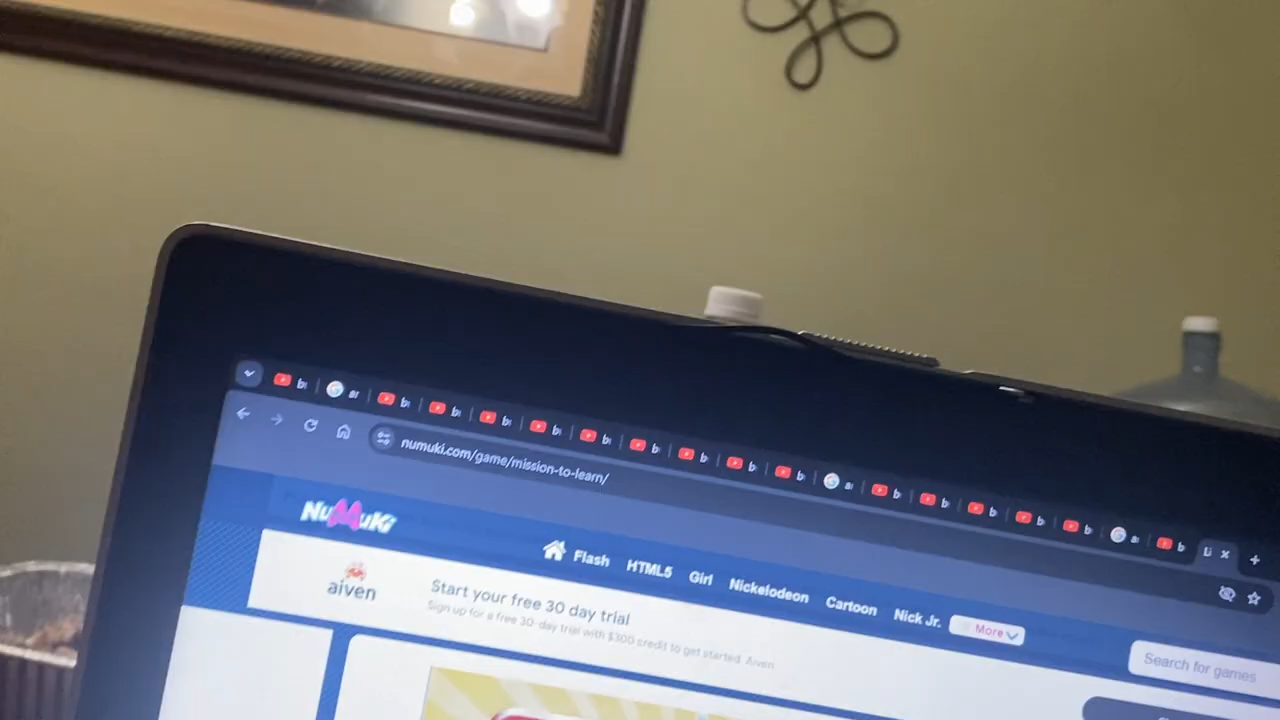 numuki.com/game/mission-to-learn/
NuMuKi
Flash HTML5 Girl Nickelodeon Cartoon Nick Jr. More
Search for games
aiven
Start your free 30 day trial
Sign up for a free 30-day trial with $300 credit to get started. Aiven